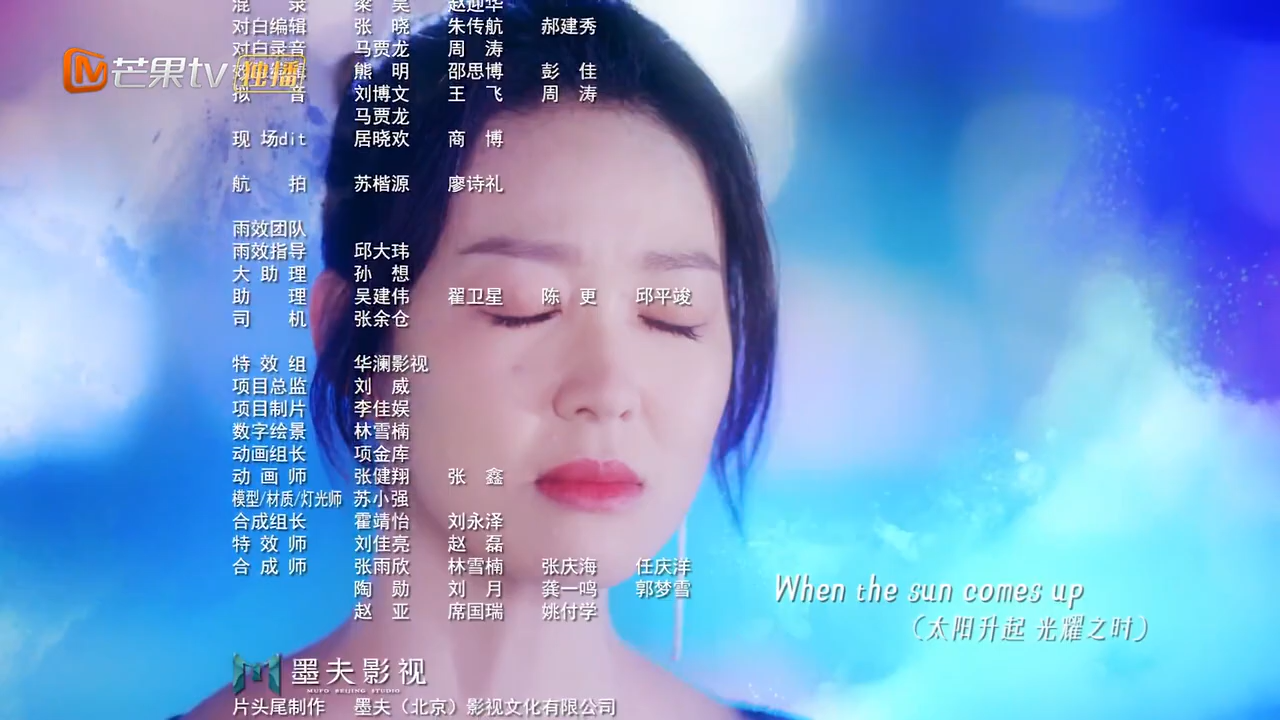 混 录 梁 昊 赵迎华
对白编辑 张 晓 朱传航 郝建秀
对白录音 马贾龙 周 涛
熊 明 邵思博 彭 佳
芒果tv 独播
拟 音 刘博文 王 飞 周 涛
马贾龙
现 场dit 居晓欢 商 博
航 拍 苏楷源 廖诗礼
雨效团队
雨效指导 邱大玮
大 助 理 孙 想
助 理 吴建伟 翟卫星 陈 更 邱平竣
司 机 张余仓
特 效 组 华澜影视
项目总监 刘 威
项目制片 李佳娱
数字绘景 林雪楠
动画组长 项金库
动 画 师 张健翔 张 鑫
模型/材质/灯光师 苏小强
合成组长 霍靖怡 刘永泽
特 效 师 刘佳亮 赵 磊
合 成 师 张雨欣 林雪楠 张庆海 任庆洋
陶 勋 刘 月 龚一鸣 郭梦雪
赵 亚 席国瑞 姚付学
When the sun comes up
(太阳升起 光耀之时)
墨夫影视
MUFO BEIJING STUDIO
片头尾制作 墨夫（北京）影视文化有限公司